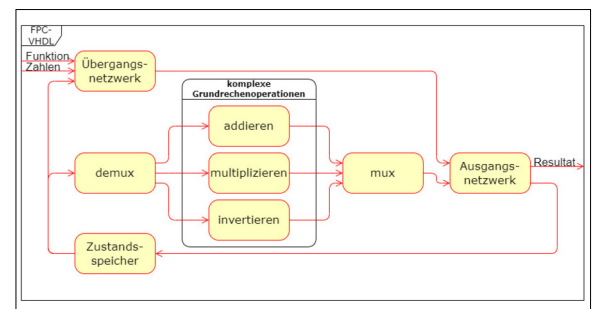 FPC-
VHDL
Funktion
Zahlen
Übergangs-
netzwerk
komplexe
Grundrechenoperationen
addieren
demux
multiplizieren
mux
Ausgangs-
netzwerk
Resultat
invertieren
Zustands-
speicher